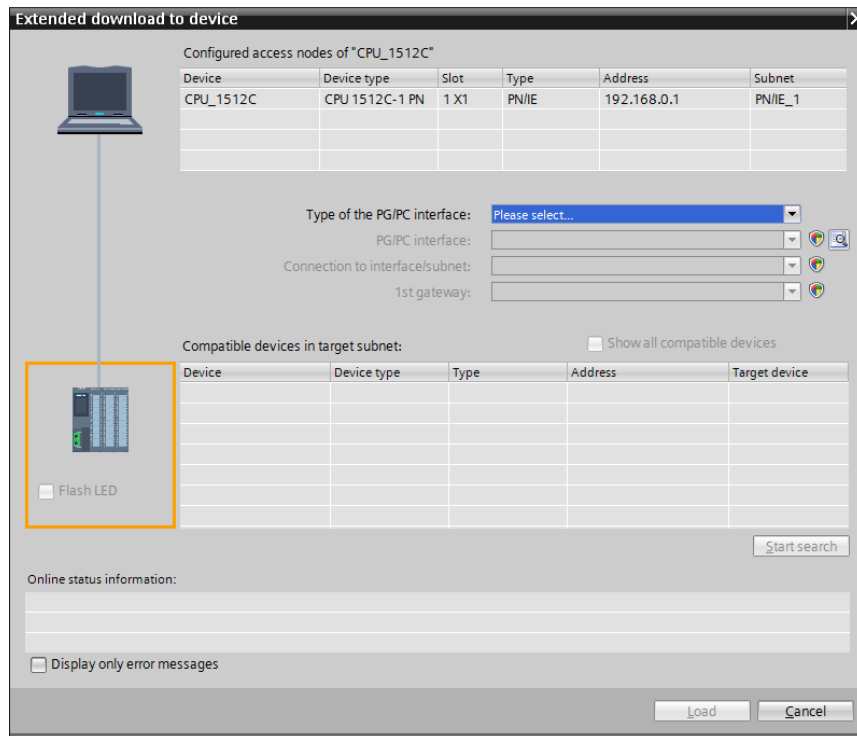 Extended download to device
Configured access nodes of "CPU_1512C"
Device Device type Slot Type Address Subnet
CPU_1512C CPU 1512C-1 PN 1 X1 PN/IE 192.168.0.1 PN/IE_1
Type of the PG/PC interface: Please select...
PG/PC interface:
Connection to interface/subnet:
1st gateway:
Compatible devices in target subnet: Show all compatible devices
Device Device type Type Address Target device
Flash LED
Start search
Online status information:
Display only error messages
Load Cancel